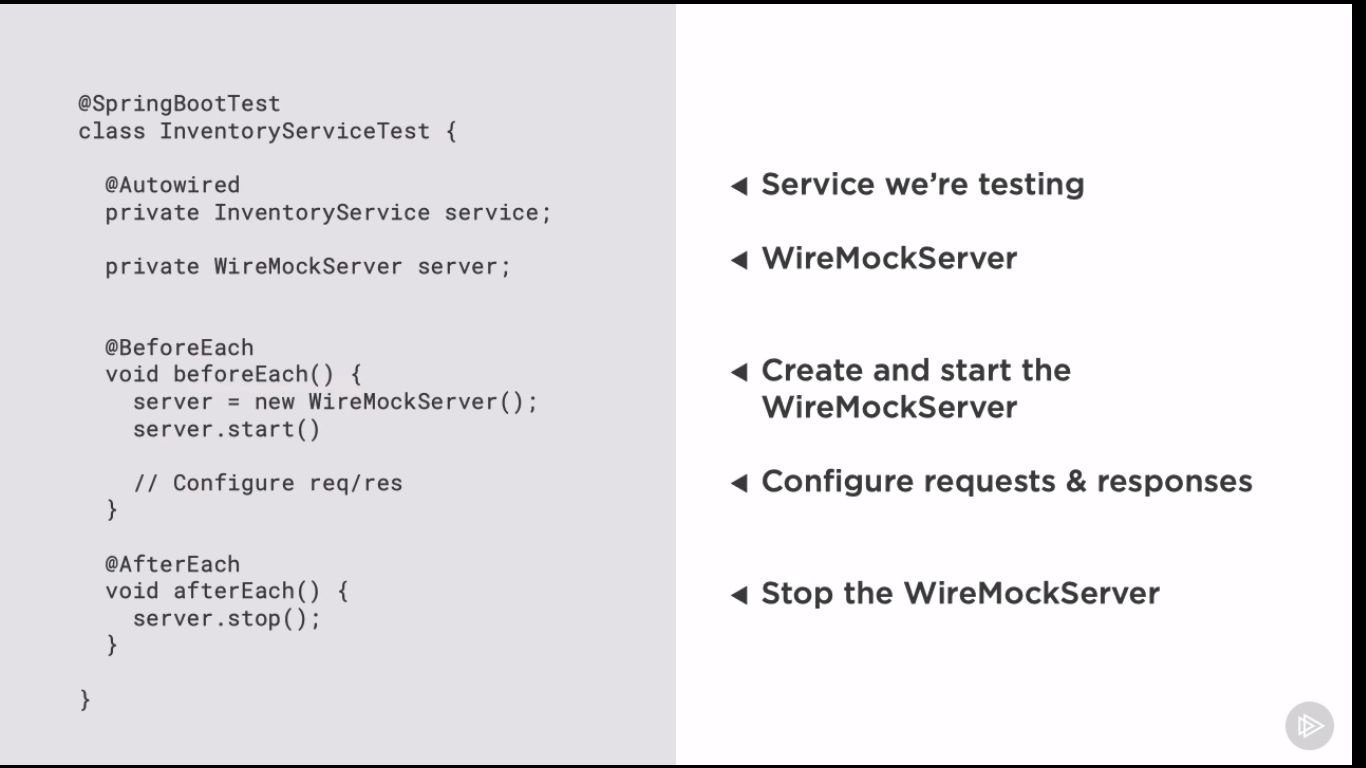 @SpringBootTest
class InventoryServiceTest {
@Autowired
private InventoryService service;
private WireMockServer server;
@BeforeEach
void beforeEach() {
server = new WireMockServer();
server.start()
// Configure req/res
}
@AfterEach
void afterEach() {
server.stop();
}
}
Service we’re testing
WireMockServer
Create and start the
WireMockServer
Configure requests & responses
Stop the WireMockServer